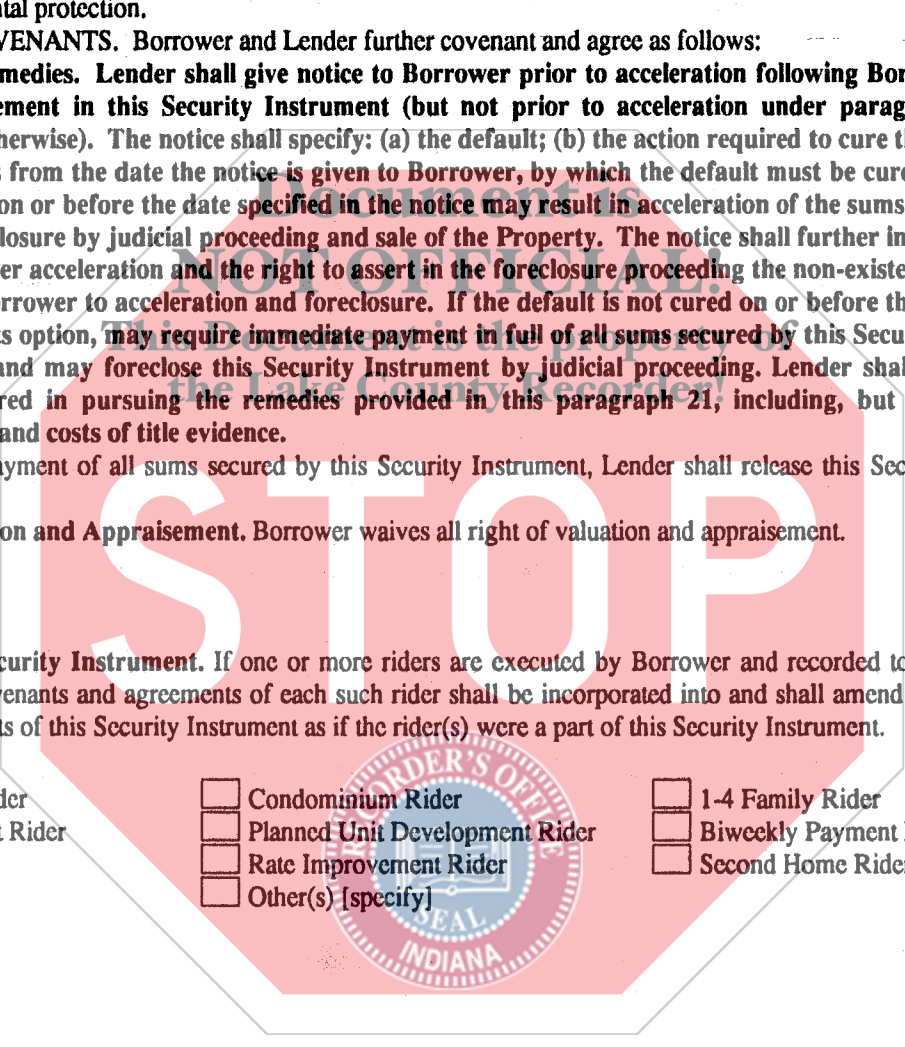 ntal protection.
VENANTS. Borrower and Lender further covenant and agree as follows:
medies. Lender shall give notice to Borrower prior to acceleration following Bor
ement in this Security Instrument (but not prior to acceleration under parag
therwise). The notice shall specify: (a) the default; (b) the action required to cure t
s from the date the notice is given to Borrower, by which the default must be cure
on or before the date specified in the notice may result in acceleration of the sums
losure by judicial proceeding and sale of the Property. The notice shall further in
er acceleration and the right to assert in the foreclosure proceeding the non-existe
orrower to acceleration and foreclosure. If the default is not cured on or before th
s option, may require immediate payment in full of all sums secured by this Secu
and may foreclose this Security Instrument by judicial proceeding. Lender shal
red in pursuing the remedies provided in this paragraph 21, including, but
and costs of title evidence.
ayment of all sums secured by this Security Instrument, Lender shall release this Sec
on and Appraisement. Borrower waives all right of valuation and appraisement.
curity Instrument. If one or more riders are executed by Borrower and recorded to
venants and agreements of each such rider shall be incorporated into and shall amend
ts of this Security Instrument as if the rider(s) were a part of this Security Instrument.
der Condominium Rider 1-4 Family Rider
t Rider Planned Unit Development Rider Biweekly Payment
Rate Improvement Rider Second Home Ride
Other(s) [specify]
Document is
NOT OFFICIAL!
This Document is the property of
the Lake County Recorder!
STOP
RECORDER'S OFFICE
SEAL
INDIANA